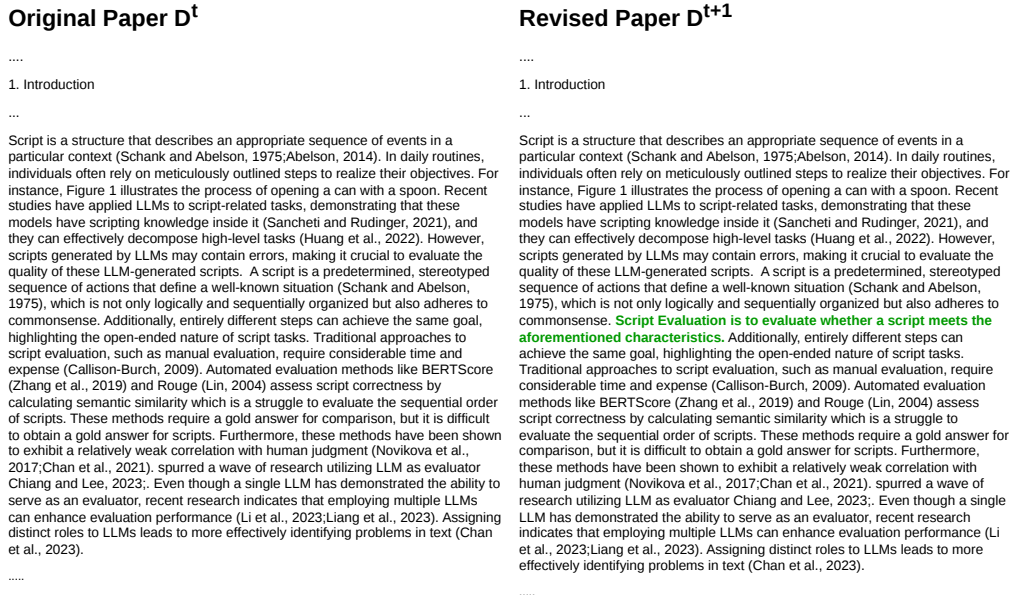 Original Paper Dt
....
1. Introduction
...
Script is a structure that describes an appropriate sequence of events in a
particular context (Schank and Abelson, 1975;Abelson, 2014). In daily routines,
individuals often rely on meticulously outlined steps to realize their objectives. For
instance, Figure 1 illustrates the process of opening a can with a spoon. Recent
studies have applied LLMs to script-related tasks, demonstrating that these
models have scripting knowledge inside it (Sancheti and Rudinger, 2021), and
they can effectively decompose high-level tasks (Huang et al., 2022). However,
scripts generated by LLMs may contain errors, making it crucial to evaluate the
quality of these LLM-generated scripts.  A script is a predetermined, stereotyped
sequence of actions that define a well-known situation (Schank and Abelson,
1975), which is not only logically and sequentially organized but also adheres to
commonsense. Additionally, entirely different steps can achieve the same goal,
highlighting the open-ended nature of script tasks. Traditional approaches to
script evaluation, such as manual evaluation, require considerable time and
expense (Callison-Burch, 2009). Automated evaluation methods like BERTScore
(Zhang et al., 2019) and Rouge (Lin, 2004) assess script correctness by
calculating semantic similarity which is a struggle to evaluate the sequential order
of scripts. These methods require a gold answer for comparison, but it is difficult
to obtain a gold answer for scripts. Furthermore, these methods have been shown
to exhibit a relatively weak correlation with human judgment (Novikova et al.,
2017;Chan et al., 2021). spurred a wave of research utilizing LLM as evaluator
Chiang and Lee, 2023;. Even though a single LLM has demonstrated the ability to
serve as an evaluator, recent research indicates that employing multiple LLMs
can enhance evaluation performance (Li et al., 2023;Liang et al., 2023). Assigning
distinct roles to LLMs leads to more effectively identifying problems in text (Chan
et al., 2023).
.....
Revised Paper Dt+1
....
1. Introduction
...
Script is a structure that describes an appropriate sequence of events in a
particular context (Schank and Abelson, 1975;Abelson, 2014). In daily routines,
individuals often rely on meticulously outlined steps to realize their objectives. For
instance, Figure 1 illustrates the process of opening a can with a spoon. Recent
studies have applied LLMs to script-related tasks, demonstrating that these
models have scripting knowledge inside it (Sancheti and Rudinger, 2021), and
they can effectively decompose high-level tasks (Huang et al., 2022). However,
scripts generated by LLMs may contain errors, making it crucial to evaluate the
quality of these LLM-generated scripts.  A script is a predetermined, stereotyped
sequence of actions that define a well-known situation (Schank and Abelson,
1975), which is not only logically and sequentially organized but also adheres to
commonsense. Script Evaluation is to evaluate whether a script meets the
aforementioned characteristics. Additionally, entirely different steps can
achieve the same goal, highlighting the open-ended nature of script tasks.
Traditional approaches to script evaluation, such as manual evaluation, require
considerable time and expense (Callison-Burch, 2009). Automated evaluation
methods like BERTScore (Zhang et al., 2019) and Rouge (Lin, 2004) assess
script correctness by calculating semantic similarity which is a struggle to
evaluate the sequential order of scripts. These methods require a gold answer for
comparison, but it is difficult to obtain a gold answer for scripts. Furthermore,
these methods have been shown to exhibit a relatively weak correlation with
human judgment (Novikova et al., 2017;Chan et al., 2021). spurred a wave of
research utilizing LLM as evaluator Chiang and Lee, 2023;. Even though a single
LLM has demonstrated the ability to serve as an evaluator, recent research
indicates that employing multiple LLMs can enhance evaluation performance (Li
et al., 2023;Liang et al., 2023). Assigning distinct roles to LLMs leads to more
effectively identifying problems in text (Chan et al., 2023).
.....